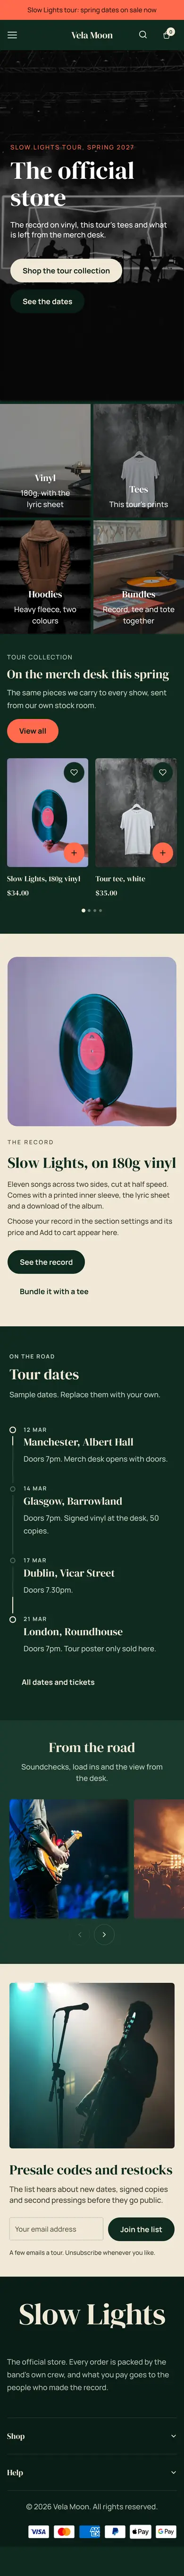 Slow Lights tour: spring dates on sale now
Vela Moon
0
SLOW LIGHTS TOUR, SPRING 2027
The official
store
The record on vinyl, this tour's tees and what
is left from the merch desk.
Shop the tour collection
See the dates
Vinyl
180g, with the
lyric sheet
Tees
This tour's prints
Hoodies
Heavy fleece, two
colours
Bundles
Record, tee and tote
together
TOUR COLLECTION
On the merch desk this spring
The same pieces we carry to every show, sent
from our own stock room.
View all
Slow Lights, 180g vinyl
$34.00
Tour tee, white
$35.00
THE RECORD
Slow Lights, on 180g vinyl
Eleven songs across two sides, cut at half speed.
Comes with a printed inner sleeve, the lyric sheet
and a download of the album.
Choose your record in the section settings and its
price and Add to cart appear here.
See the record
Bundle it with a tee
ON THE ROAD
Tour dates
Sample dates. Replace them with your own.
12 MAR
Manchester, Albert Hall
Doors 7pm. Merch desk opens with doors.
14 MAR
Glasgow, Barrowland
Doors 7pm. Signed vinyl at the desk, 50
copies.
17 MAR
Dublin, Vicar Street
Doors 7.30pm.
21 MAR
London, Roundhouse
Doors 7pm. Tour poster only sold here.
All dates and tickets
From the road
Soundchecks, load ins and the view from
the desk.
Presale codes and restocks
The list hears about new dates, signed copies
and second pressings before they go public.
Your email address
Join the list
A few emails a tour. Unsubscribe whenever you like.
Slow Lights
The official store. Every order is packed by the
band's own crew, and what you pay goes to the
people who made the record.
Shop
Help
© 2026 Vela Moon. All rights reserved.
VISA mastercard AMEX PayPal Apple Pay G Pay